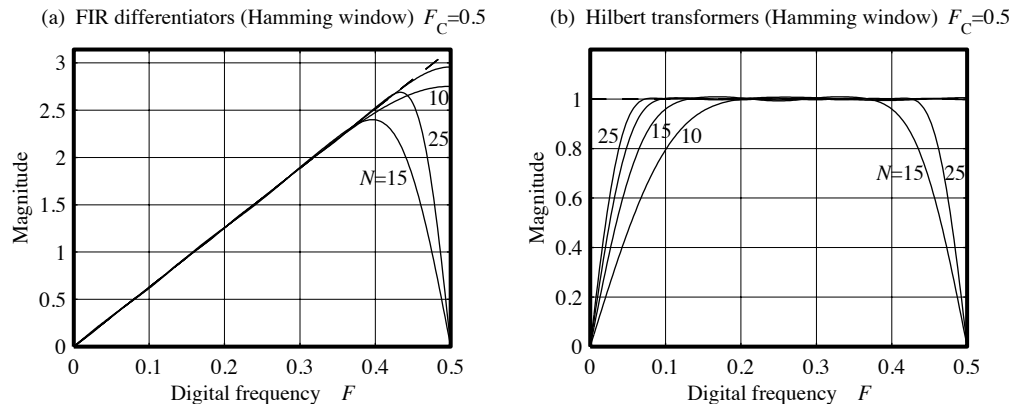 (a) FIR differentiators (Hamming window) F_C=0.5
3
2.5
2
1.5
1
0.5
0
Magnitude
10
25
N=15
0 0.1 0.2 0.3 0.4 0.5
Digital frequency F
(b) Hilbert transformers (Hamming window) F_C=0.5
1
0.8
0.6
0.4
0.2
0
Magnitude
25
15
10
N=15
25
0 0.1 0.2 0.3 0.4 0.5
Digital frequency F